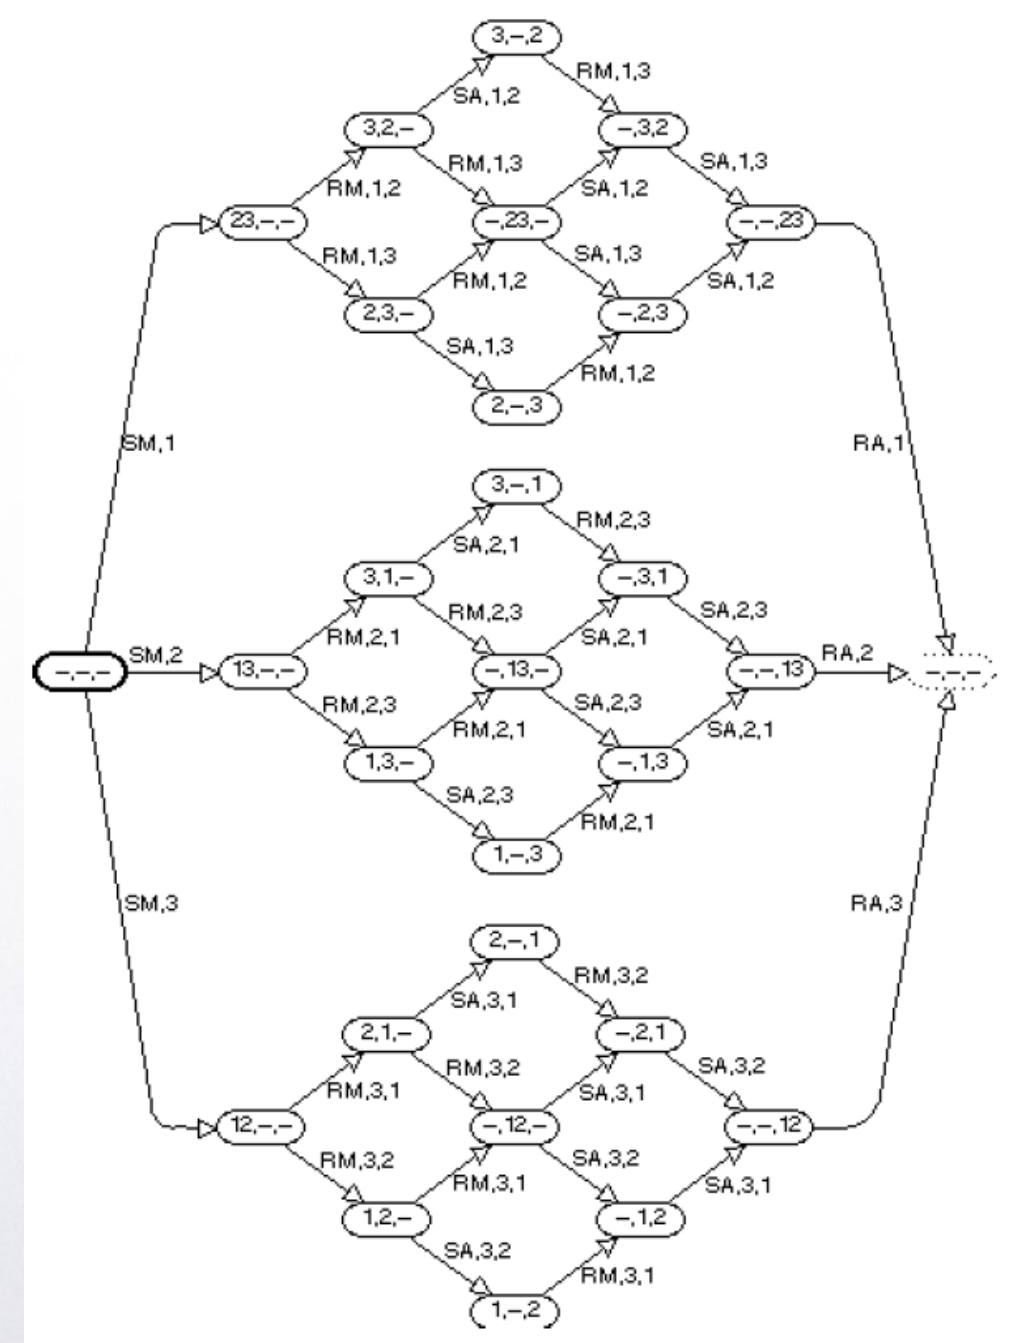 3,–,2
RM,1,3
SA,1,2
3,2,–
–,3,2
RM,1,3
SA,1,3
RM,1,2
SA,1,2
23,–,–
–,23,–
–,–,23
RM,1,3
SA,1,3
RM,1,2
SA,1,2
2,3,–
–,2,3
SA,1,3
RM,1,2
2,–,3
SM,1
RA,1
3,–,1
RM,2,3
SA,2,1
3,1,–
–,3,1
RM,2,3
SA,2,3
RM,2,1
SA,2,1
–,–,–
SM,2
13,–,–
–,13,–
–,–,13
RA,2
–,–,–
RM,2,3
SA,2,3
RM,2,1
SA,2,1
1,3,–
–,1,3
SA,2,3
RM,2,1
1,–,3
SM,3
RA,3
2,–,1
RM,3,2
SA,3,1
2,1,–
–,2,1
RM,3,2
SA,3,2
RM,3,1
SA,3,1
12,–,–
–,12,–
–,–,12
RM,3,2
SA,3,2
RM,3,1
SA,3,1
1,2,–
–,1,2
SA,3,2
RM,3,1
1,–,2